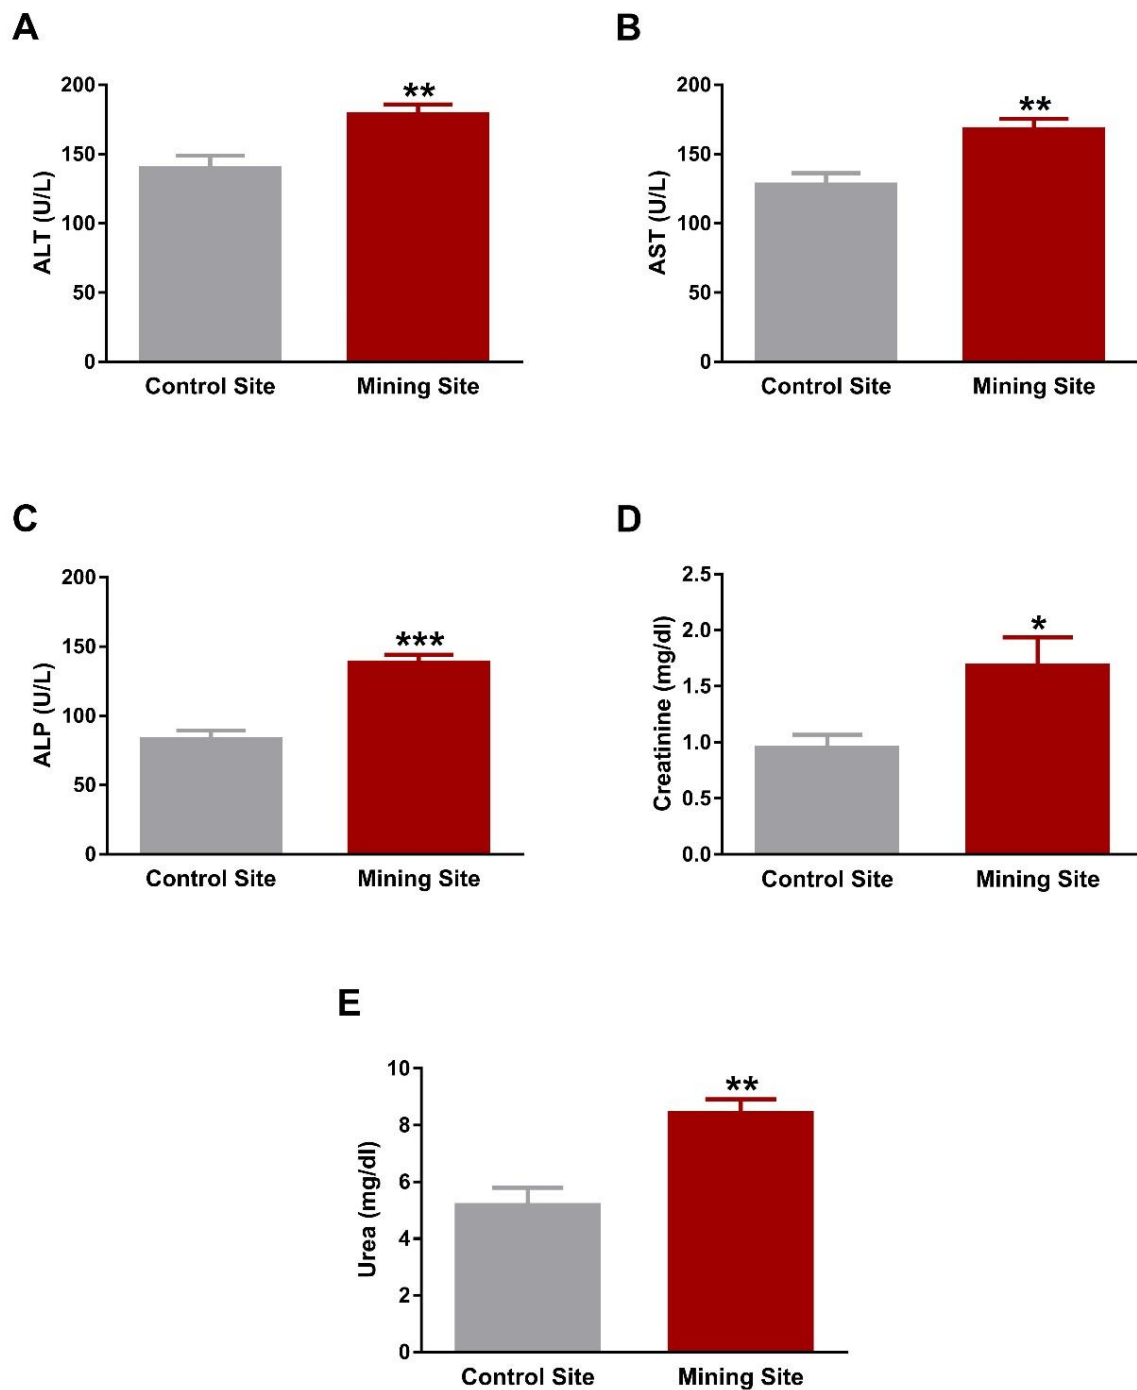 A
ALT (U/L)
200
150
100
50
0
**
Control Site
Mining Site
B
AST (U/L)
200
150
100
50
0
**
Control Site
Mining Site
C
ALP (U/L)
200
150
100
50
0
***
Control Site
Mining Site
D
Creatinine (mg/dl)
2.5
2.0
1.5
1.0
0.5
0.0
*
Control Site
Mining Site
E
Urea (mg/dl)
10
8
6
4
2
0
**
Control Site
Mining Site